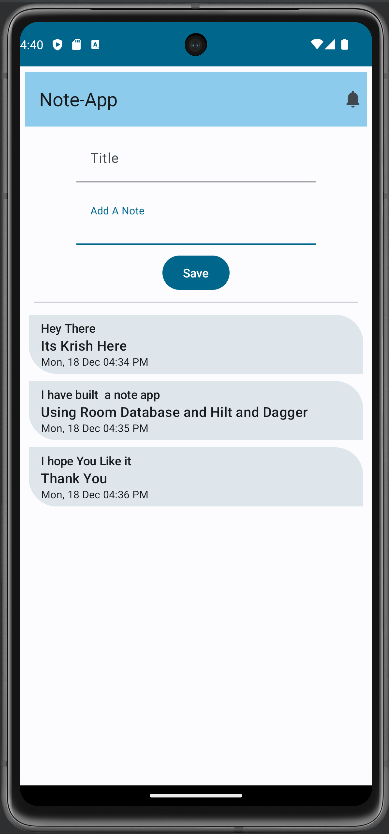 4:40
Note-App
Title
Add A Note
Save
Hey There
Its Krish Here
Mon, 18 Dec 04:34 PM
I have built  a note app
Using Room Database and Hilt and Dagger
Mon, 18 Dec 04:35 PM
I hope You Like it
Thank You
Mon, 18 Dec 04:36 PM